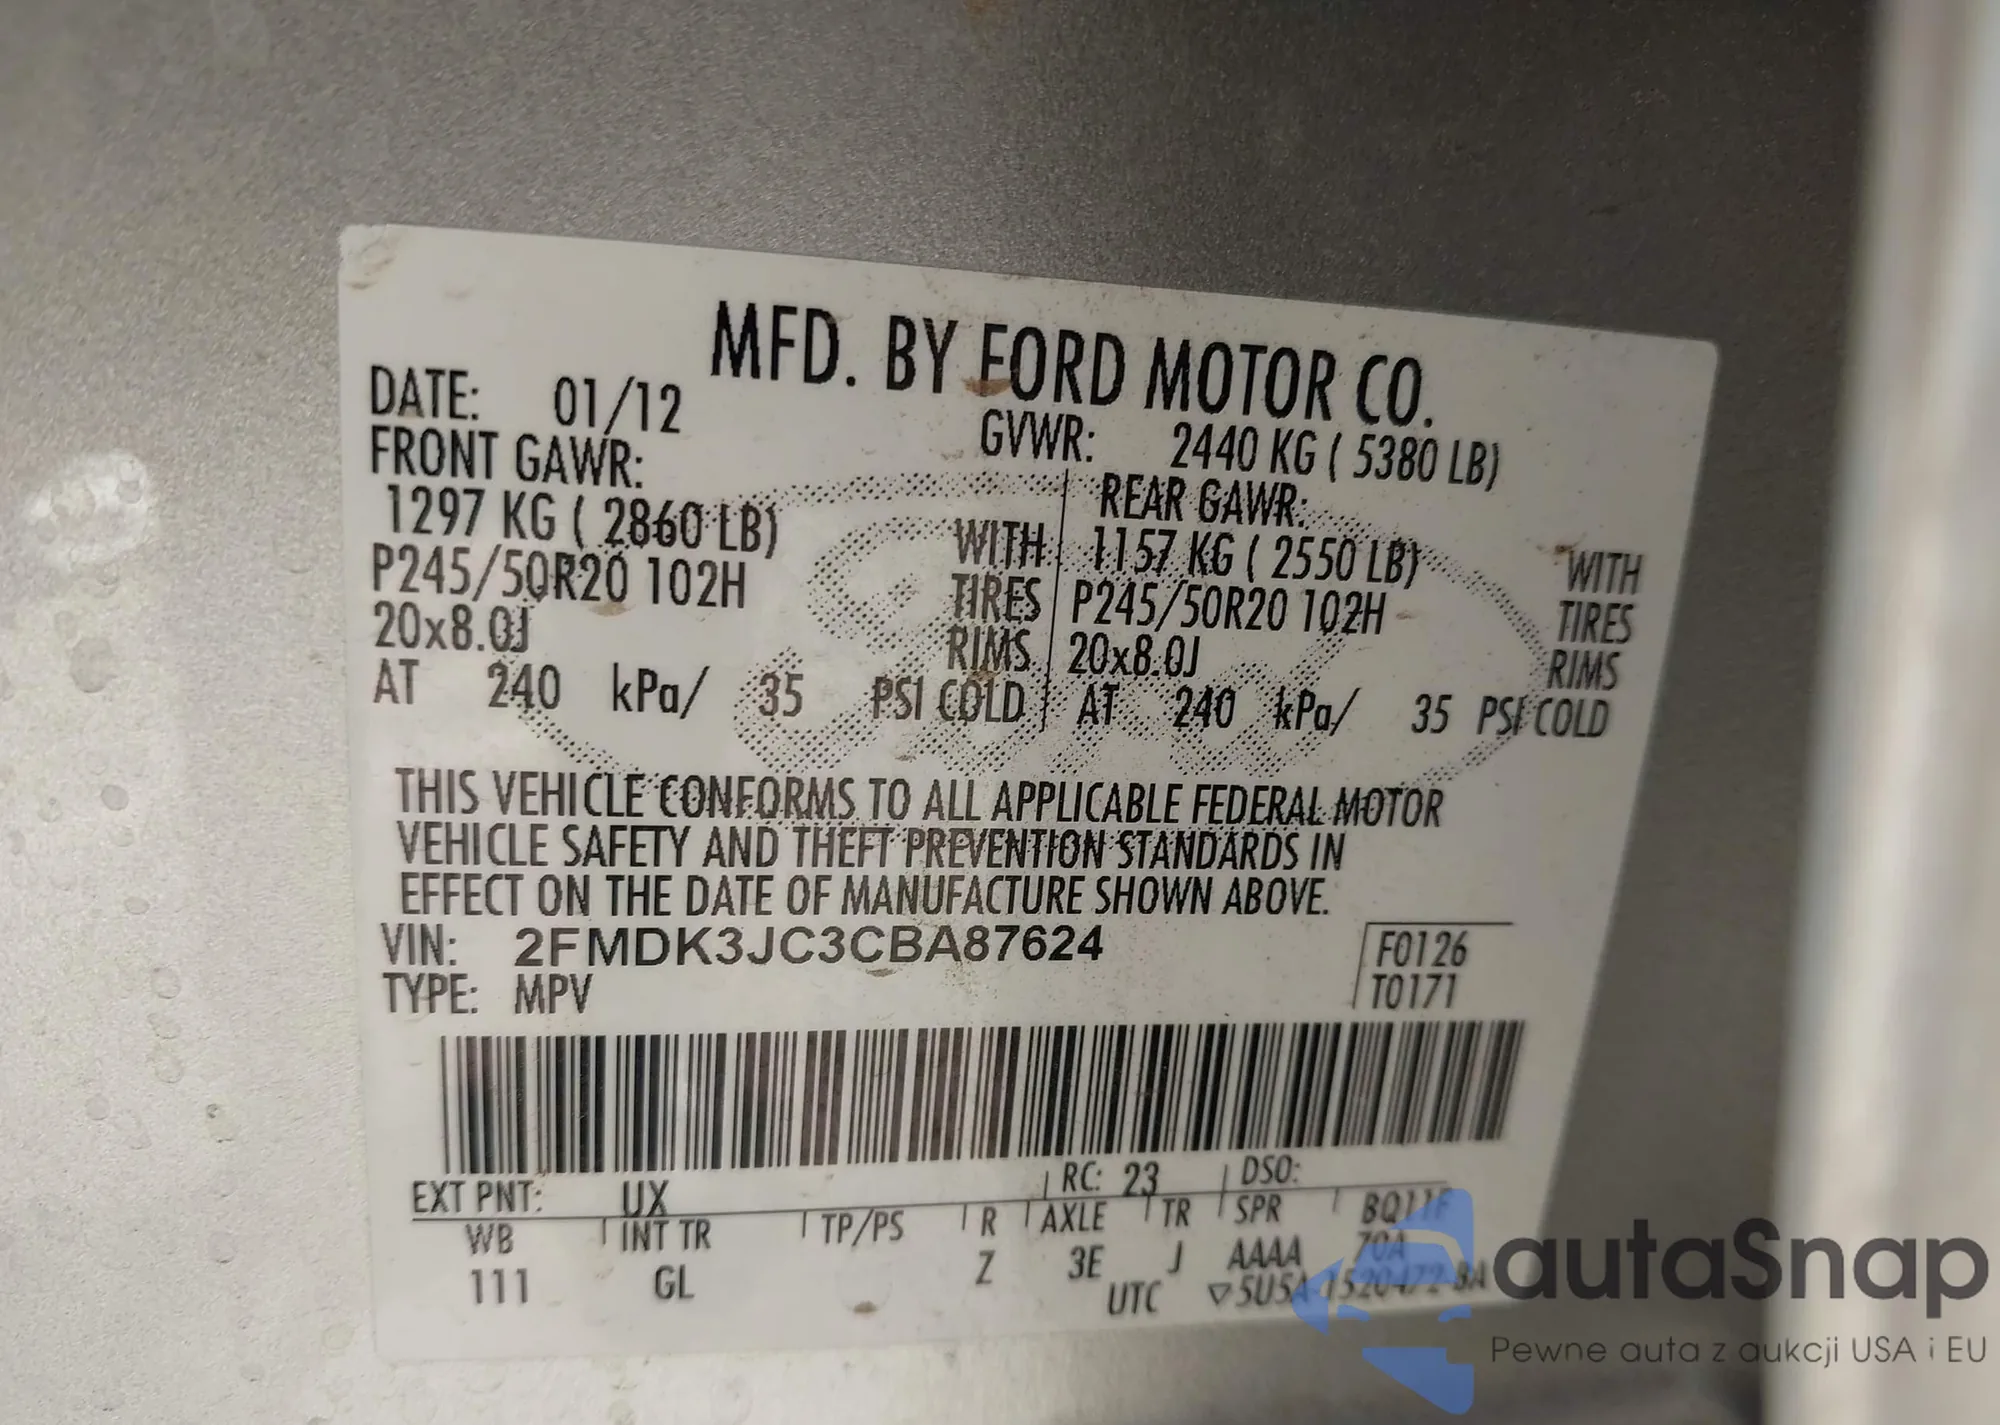 MFD. BY FORD MOTOR CO.
DATE: 01/12
GVWR: 2440 KG ( 5380 LB)
FRONT GAWR:
1297 KG ( 2860 LB)
WITH
P245/50R20 102H
TIRES
20x8.0J
RIMS
AT 240 kPa/ 35 PSI COLD
REAR GAWR:
1157 KG ( 2550 LB)
WITH
P245/50R20 102H
TIRES
20x8.0J
RIMS
AT 240 kPa/ 35 PSI COLD
THIS VEHICLE CONFORMS TO ALL APPLICABLE FEDERAL MOTOR
VEHICLE SAFETY AND THEFT PREVENTION STANDARDS IN
EFFECT ON THE DATE OF MANUFACTURE SHOWN ABOVE.
VIN: 2FMDK3JC3CBA87624
F0126
TYPE: MPV
T0171
EXT PNT: UX RC: 23 DSO:
WB INT TR TP/PS R AXLE TR SPR BQ11F
111 GL Z 3E J AAAA 70A
UTC ▽5U5A-1520472-BA
autaSnap
Pewne auta z aukcji USA i EU